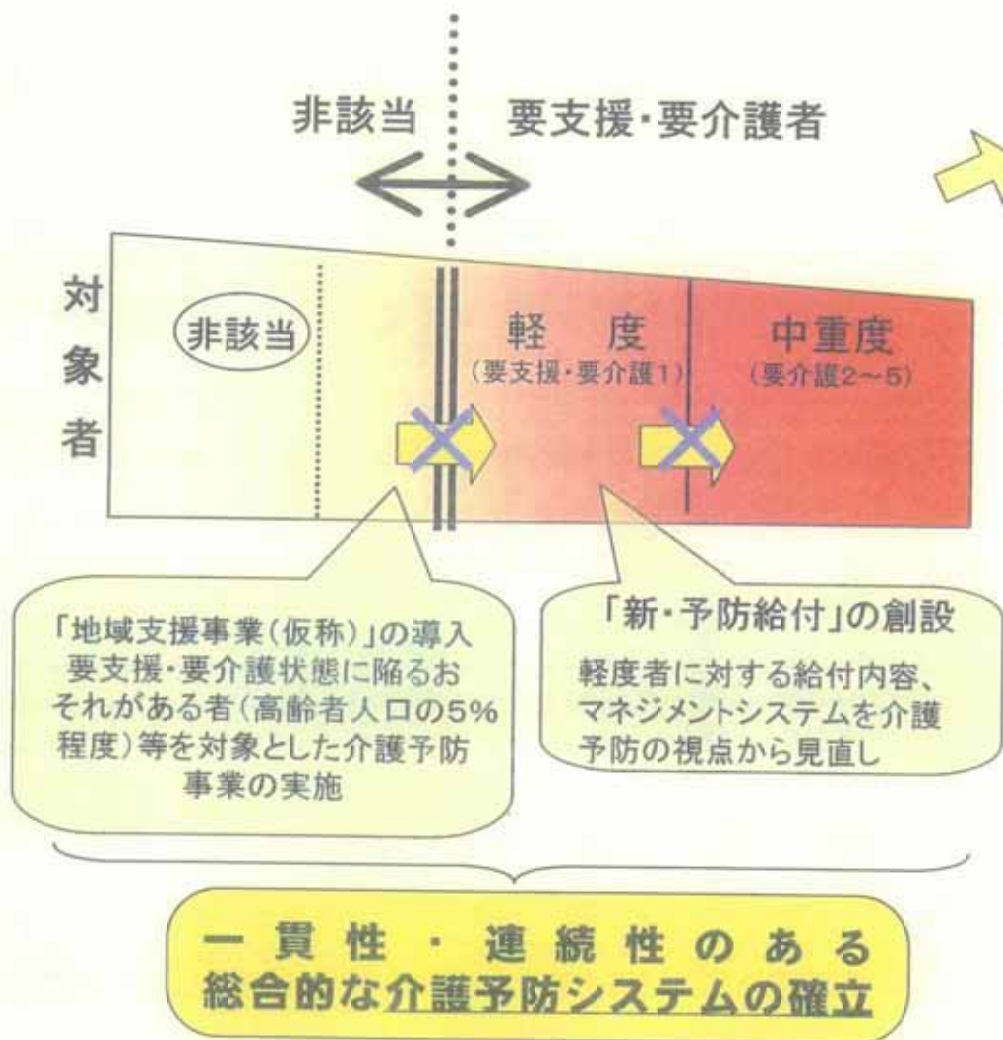 非該当
要支援・要介護者
対象者
非該当
軽度
(要支援・要介護1)
中重度
(要介護2～5)
「地域支援事業(仮称)」の導入
要支援・要介護状態に陥るお
それがある者(高齢者人口の5%
程度)等を対象とした介護予防
事業の実施
「新・予防給付」の創設
軽度者に対する給付内容、
マネジメントシステムを介護
予防の視点から見直し
一貫性・連続性のある
総合的な介護予防システムの確立